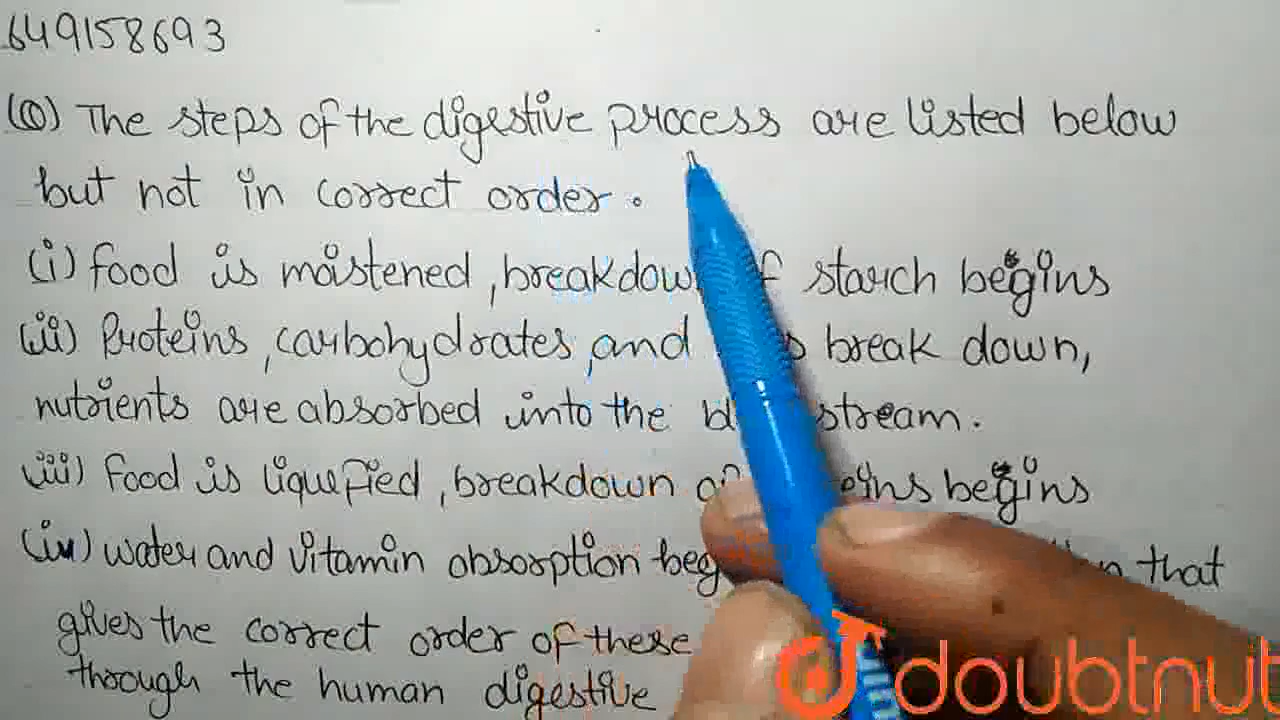 649158693
(Q) The steps of the digestive process are listed below
but not in correct order.
(i) Food is moistened, breakdown of starch begins
(ii) Proteins, carbohydrates, and break down,
nutrients are absorbed into the stream.
(iii) Food is liquefied, breakdown begins
(iv) water and vitamin absorption that
gives the correct order of these
through the human digestive
doubtnut